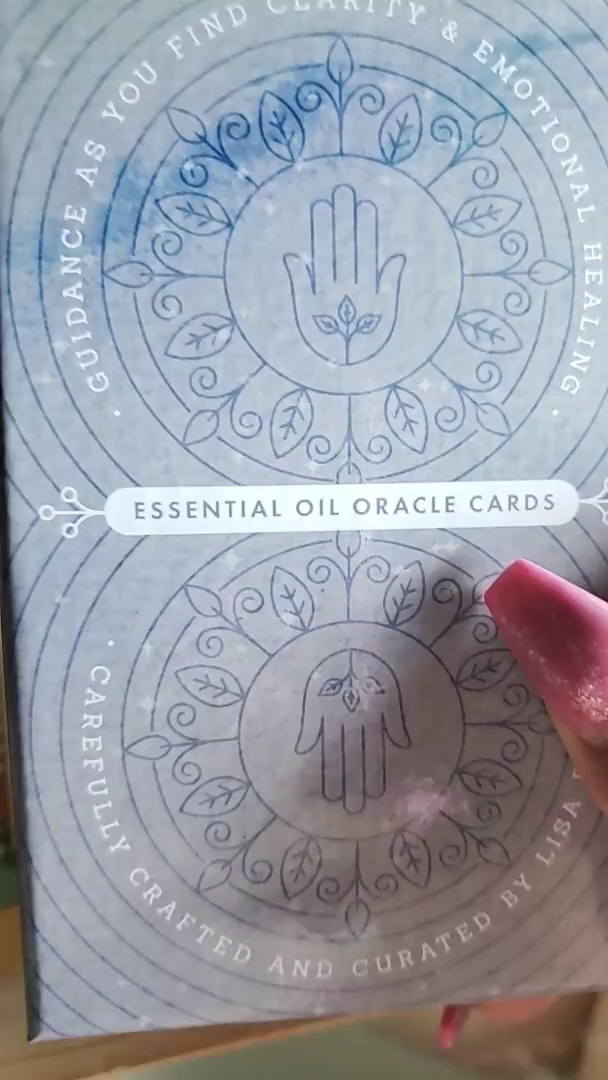 GUIDANCE AS YOU FIND CLARITY & EMOTIONAL HEALING
ESSENTIAL OIL ORACLE CARDS
CAREFULLY CRAFTED AND CURATED BY LISA